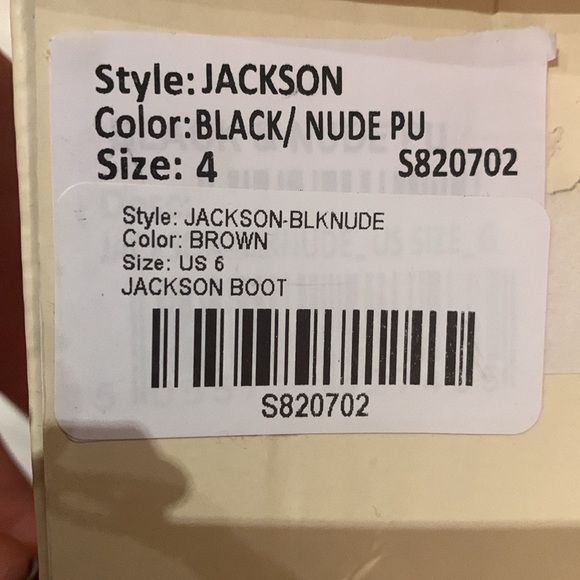 Style: JACKSON
Color: BLACK/ NUDE PU
Size: 4 S820702
Style: JACKSON-BLKNUDE
Color: BROWN
Size: US 6
JACKSON BOOT
S820702